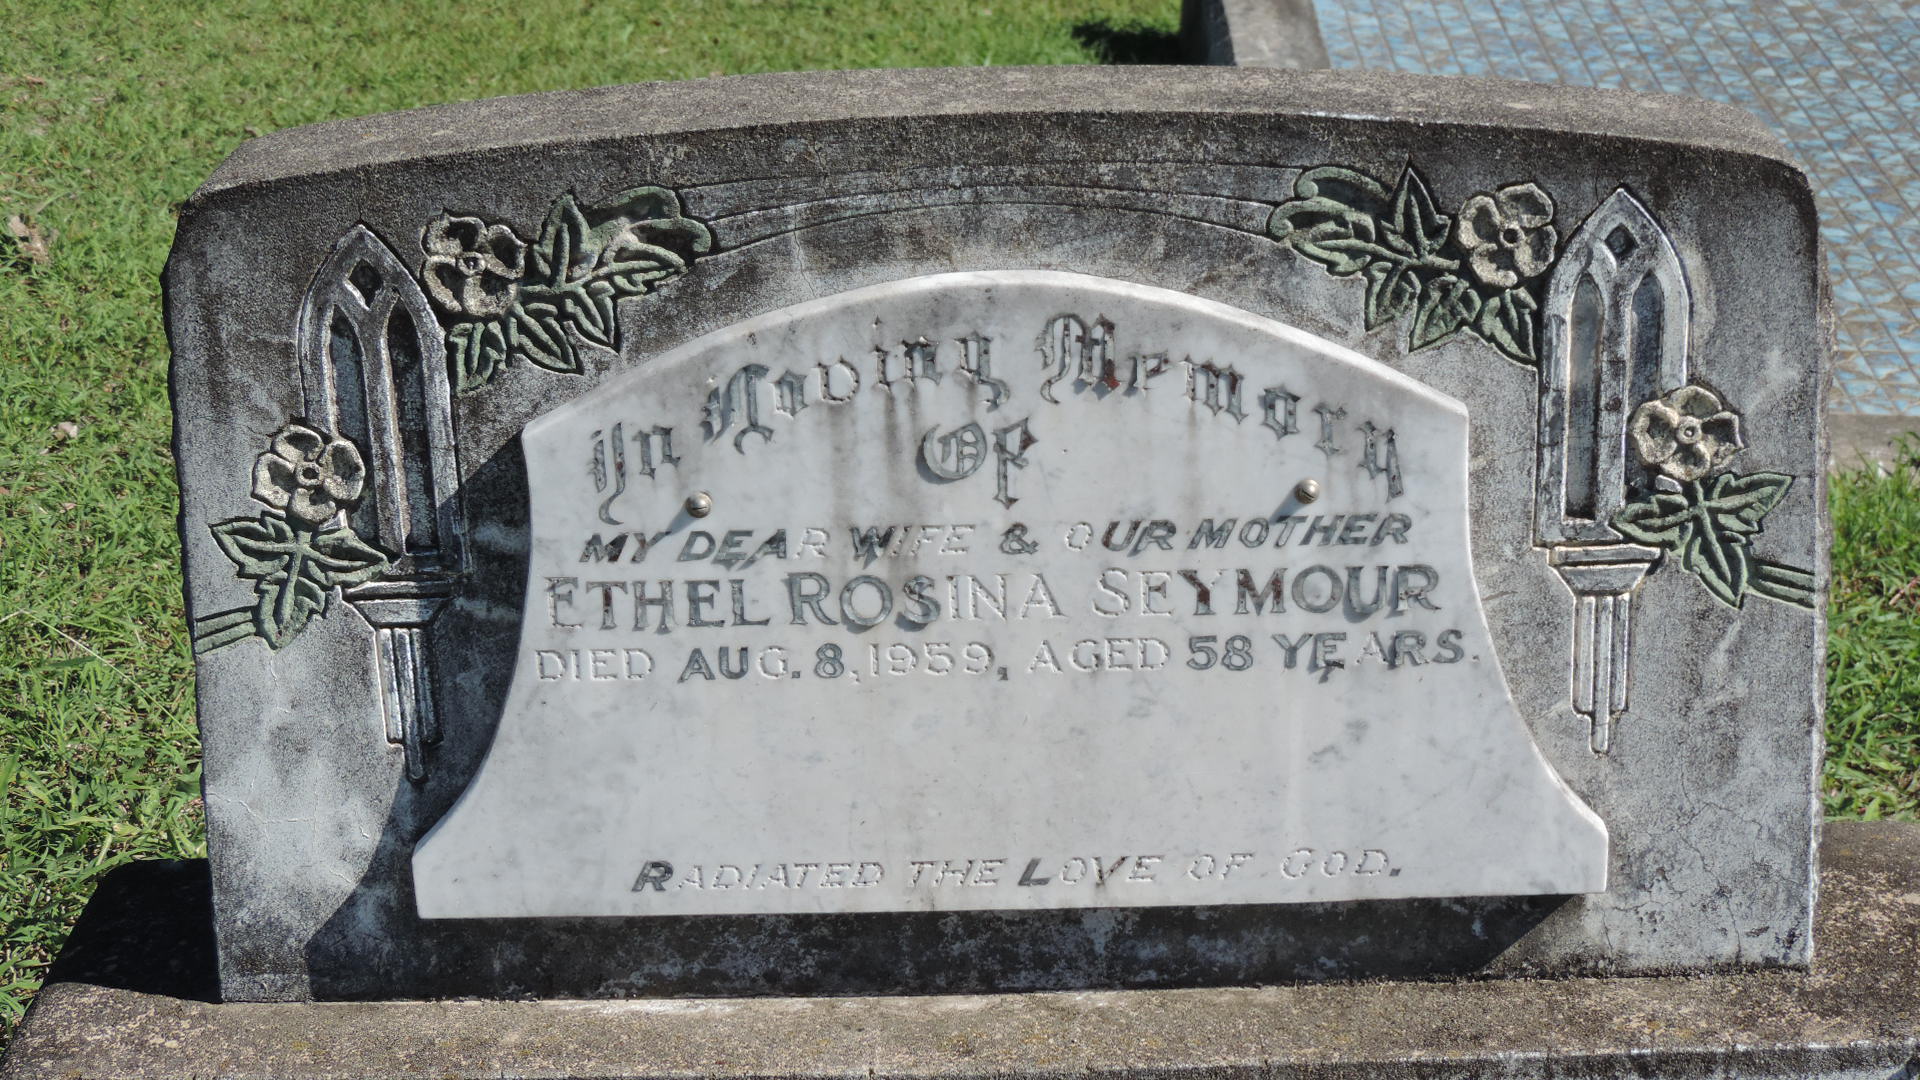 In Loving Memory
Of
MY DEAR WIFE & OUR MOTHER
ETHEL ROSINA SEYMOUR
DIED AUG. 8, 1959, AGED 58 YEARS.
RADIATED THE LOVE OF GOD.